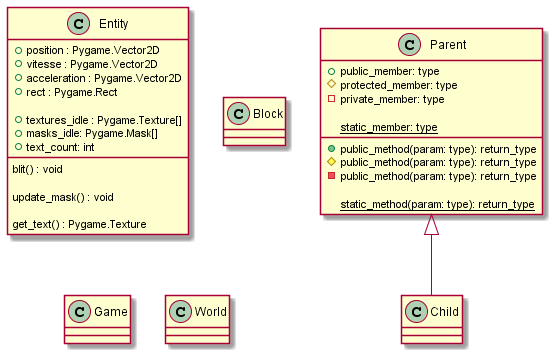 C Entity
position : Pygame.Vector2D
vitesse : Pygame.Vector2D
acceleration : Pygame.Vector2D
rect : Pygame.Rect
textures_idle : Pygame.Texture[]
masks_idle: Pygame.Mask[]
text_count: int
blit() : void
update_mask() : void
get_text() : Pygame.Texture
C Block
C Parent
public_member: type
protected_member: type
private_member: type
static_member: type
public_method(param: type): return_type
public_method(param: type): return_type
public_method(param: type): return_type
static_method(param: type): return_type
C Game
C World
C Child